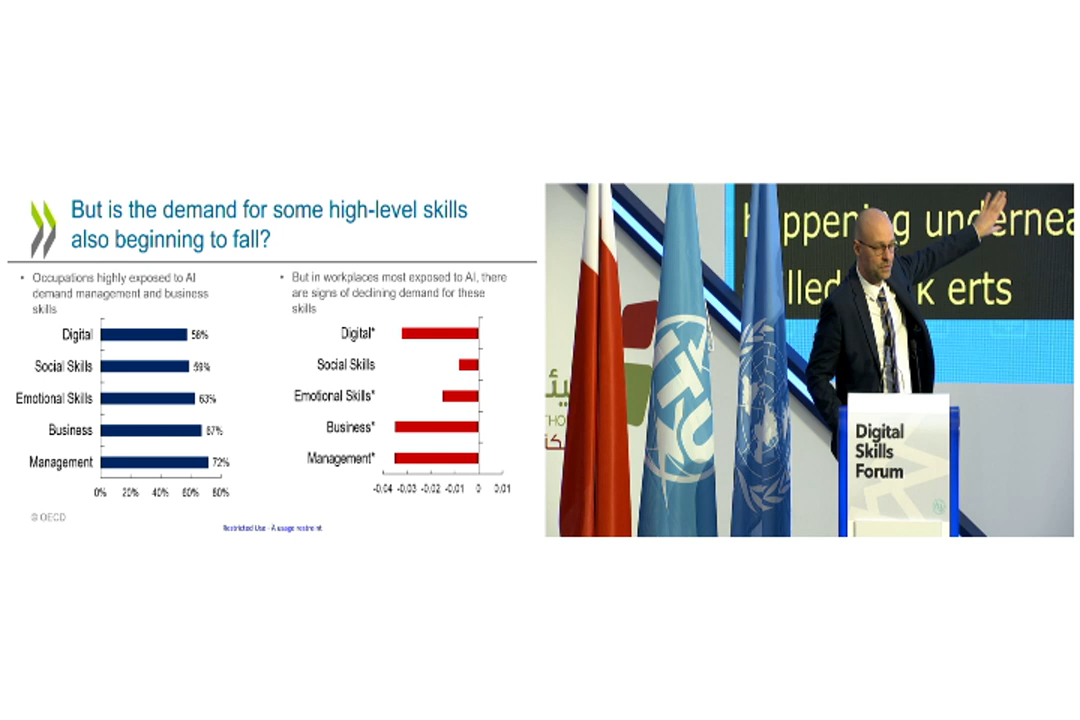 But is the demand for some high-level skills
also beginning to fall?
• Occupations highly exposed to AI
demand management and business
skills
Digital 58%
Social Skills 59%
Emotional Skills 63%
Business 67%
Management 72%
0% 20% 40% 60% 80%
• But in workplaces most exposed to AI, there
are signs of declining demand for these
skills
Digital*
Social Skills
Emotional Skills*
Business*
Management*
-0.04 -0.03 -0.02 -0.01 0 0.01
© OECD
Restricted Use - À usage restreint
happening undernea
lled erts
ITU
Digital
Skills
Forum